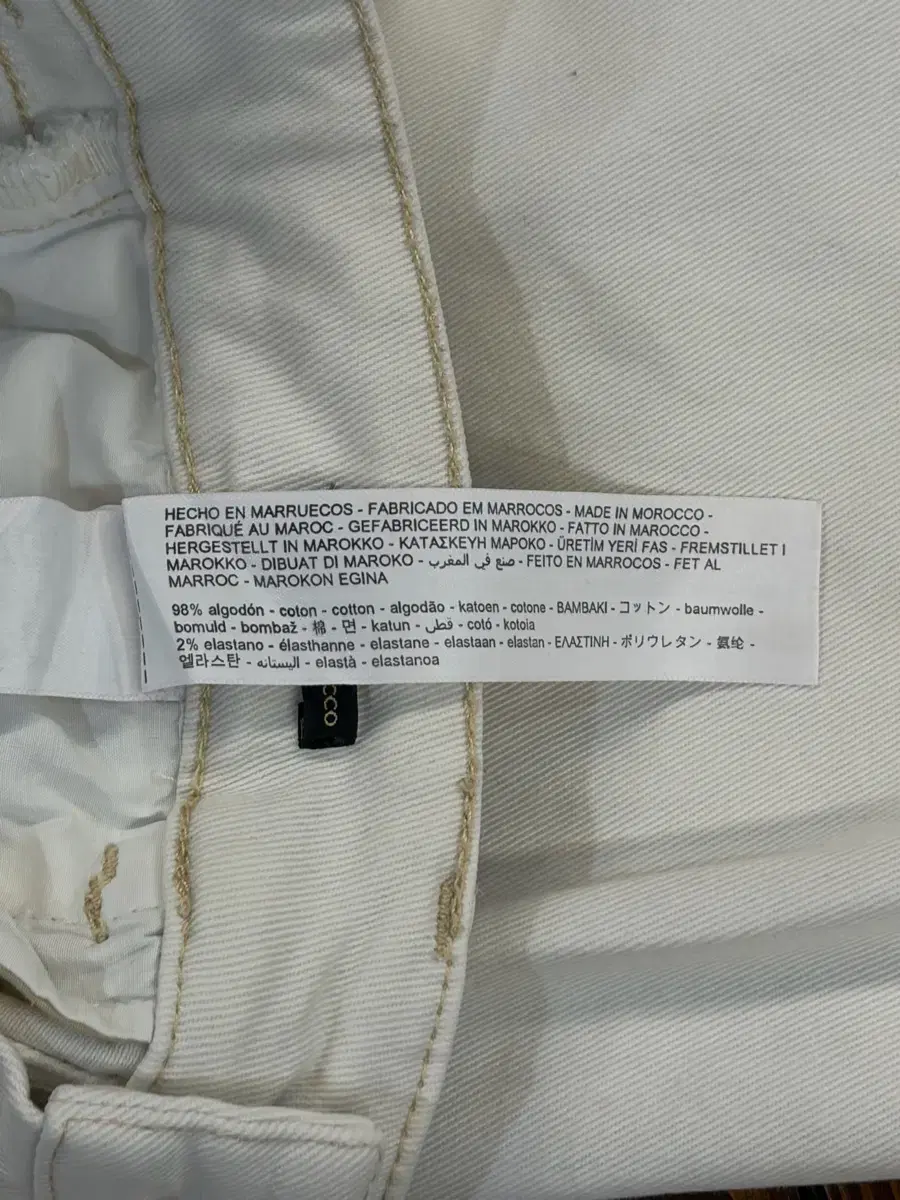 HECHO EN MARRUECOS - FABRICADO EM MARROCOS - MADE IN MOROCCO -
FABRIQUÉ AU MAROC - GEFABRICEERD IN MAROKKO - FATTO IN MAROCCO -
HERGESTELLT IN MAROKKO - ΚΑΤΑΣΚΕΥΗ ΜΑΡΟΚΟ - ÜRETİM YERİ FAS - FREMSTILLET I
MAROKKO - DIBUAT DI MAROKO - صنع في المغرب - FEITO EN MARROCOS - FET AL
MARROC - MAROKON EGINA
98% algodón - coton - cotton - algodão - katoen - cotone - ΒΑΜΒΑΚΙ - コットン - baumwolle -
bomuld - bombaž - 棉 - 면 - katun - قطن - cotó - kotoia
2% elastano - élasthanne - elastane - elastaan - elastan - ΕΛΑΣΤΙΝΗ - ポリウレタン - 氨纶 -
엘라스탄 - اليستانه - elastà - elastanoa
CCO